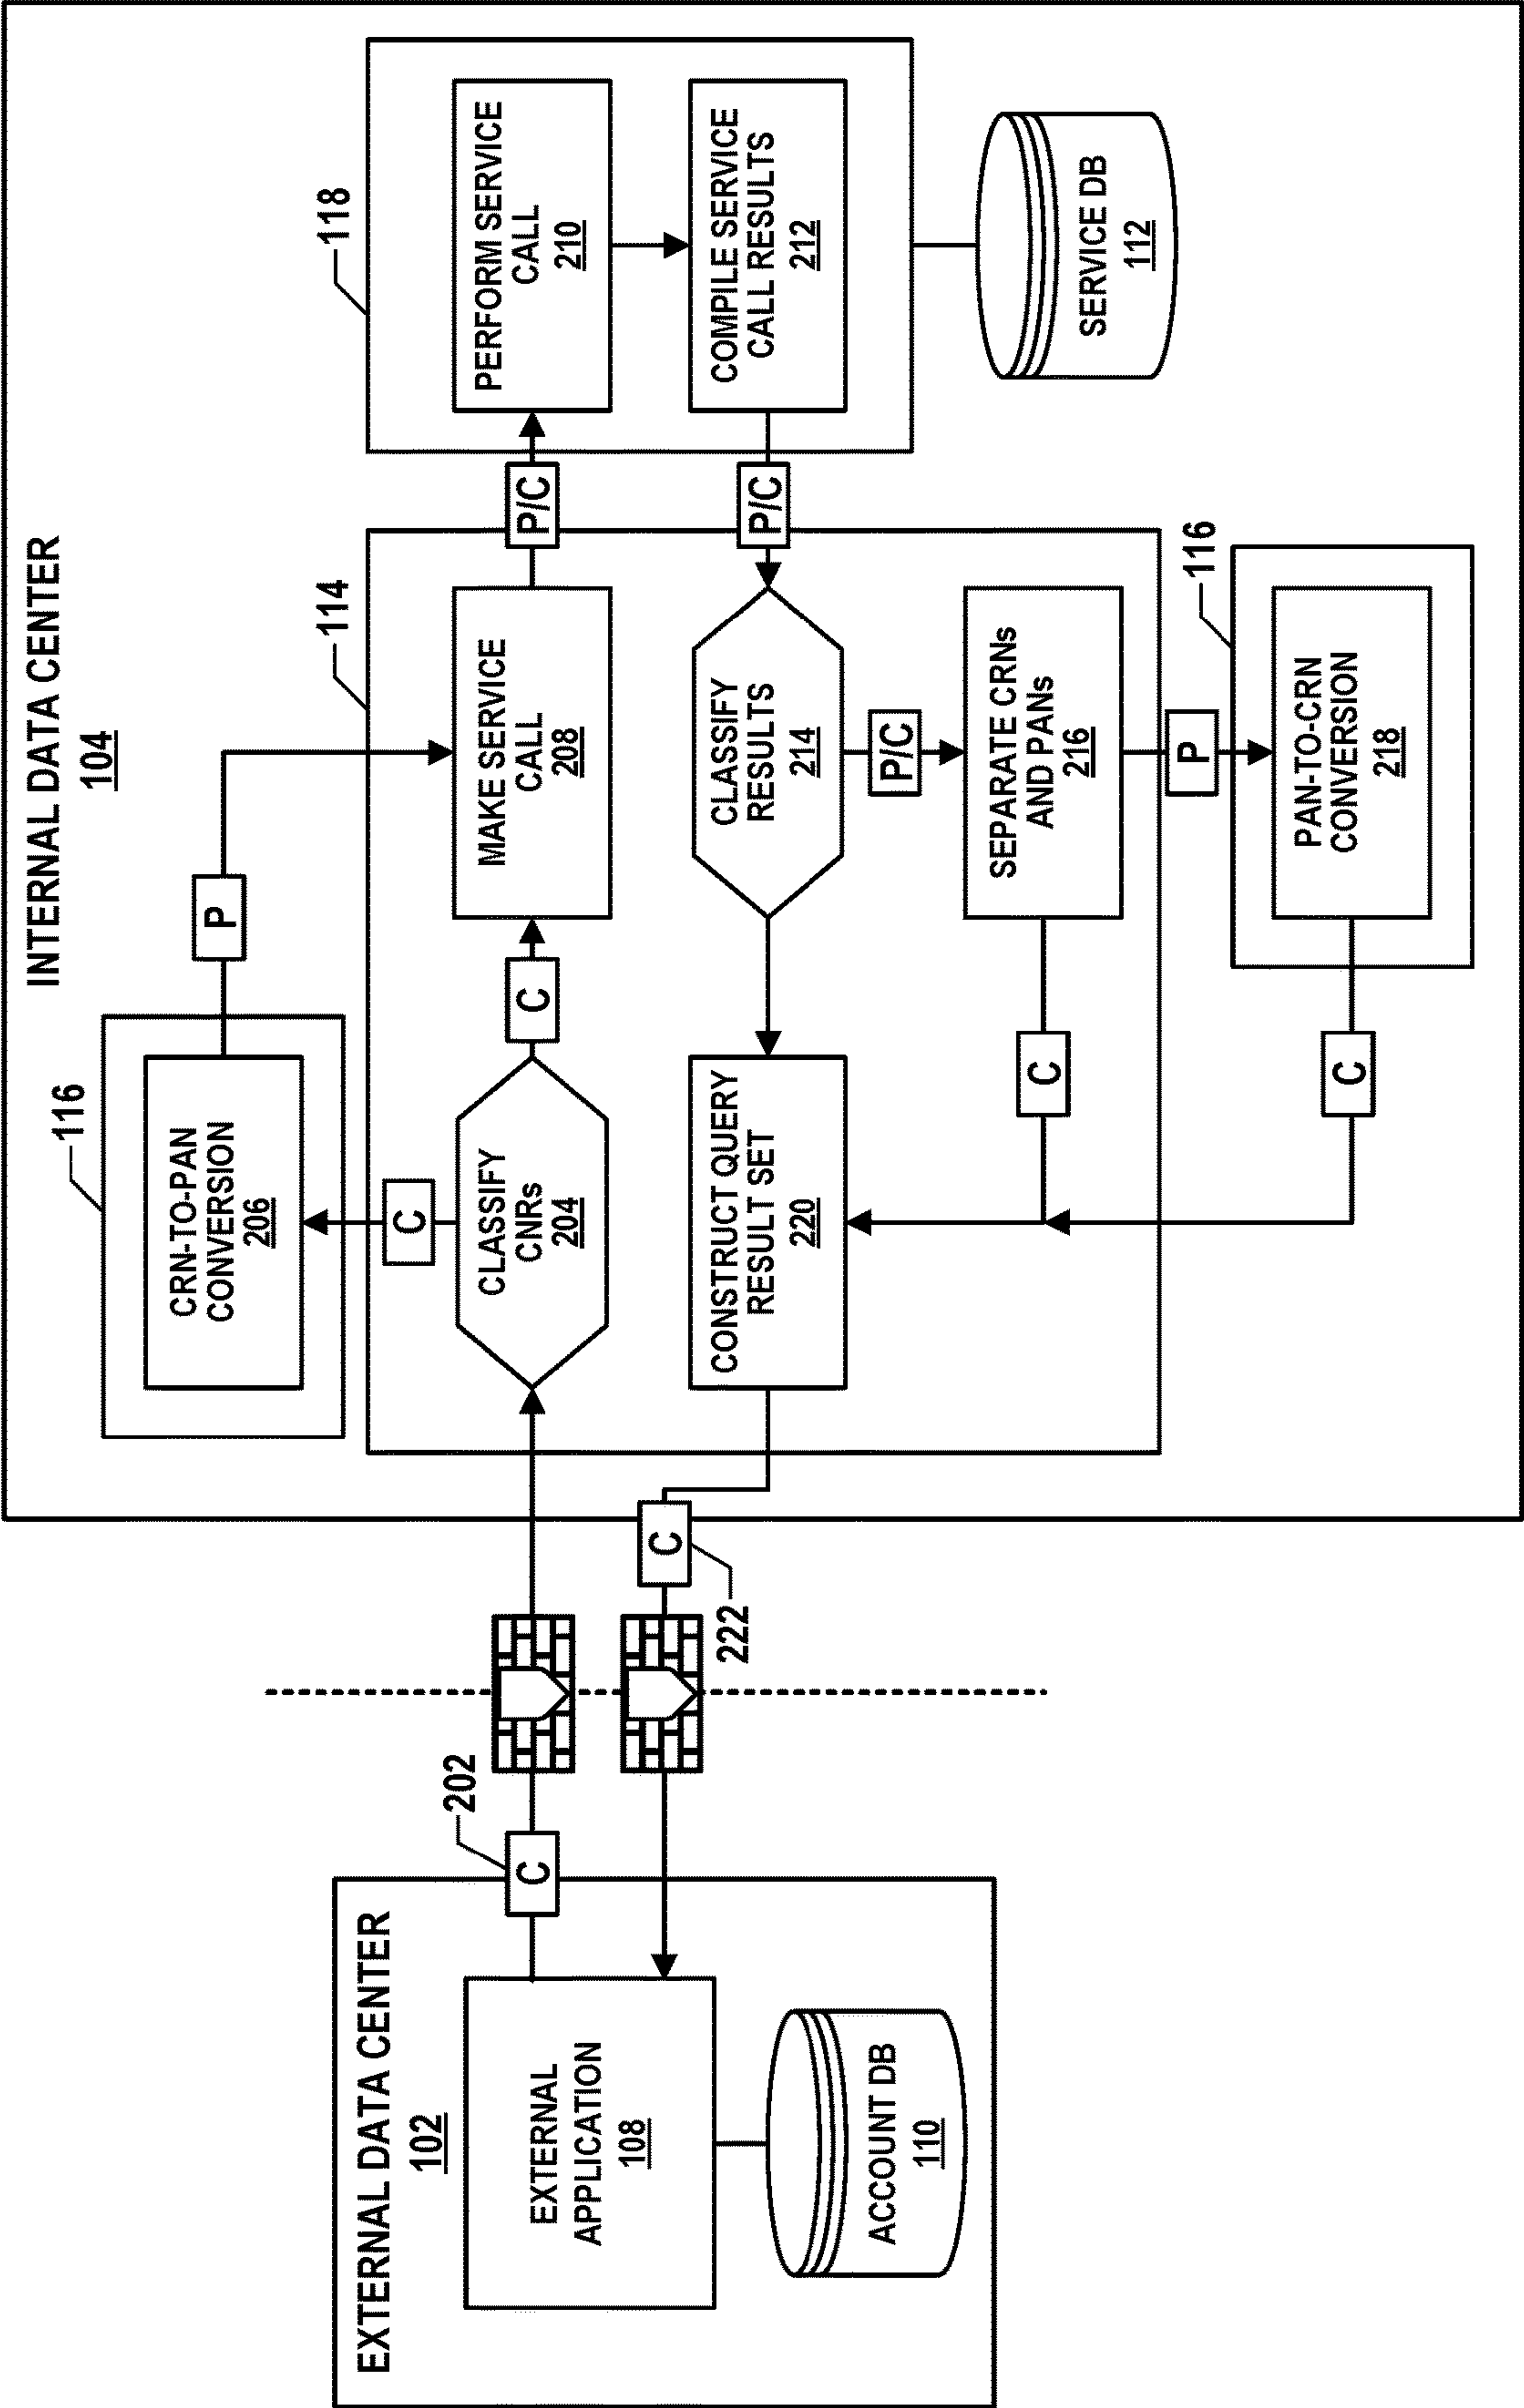 EXTERNAL DATA CENTER
102
EXTERNAL
APPLICATION
108
ACCOUNT DB
110
C
202
C
222
INTERNAL DATA CENTER
104
116
CRN-TO-PAN
CONVERSION
206
P
C
114
CLASSIFY
CNRs
204
C
MAKE SERVICE
CALL
208
P/C
118
PERFORM SERVICE
CALL
210
COMPILE SERVICE
CALL RESULTS
212
SERVICE DB
112
P/C
CLASSIFY
RESULTS
214
P/C
CONSTRUCT QUERY
RESULT SET
220
SEPARATE CRNs
AND PANs
216
C
P
116
PAN-TO-CRN
CONVERSION
218
C